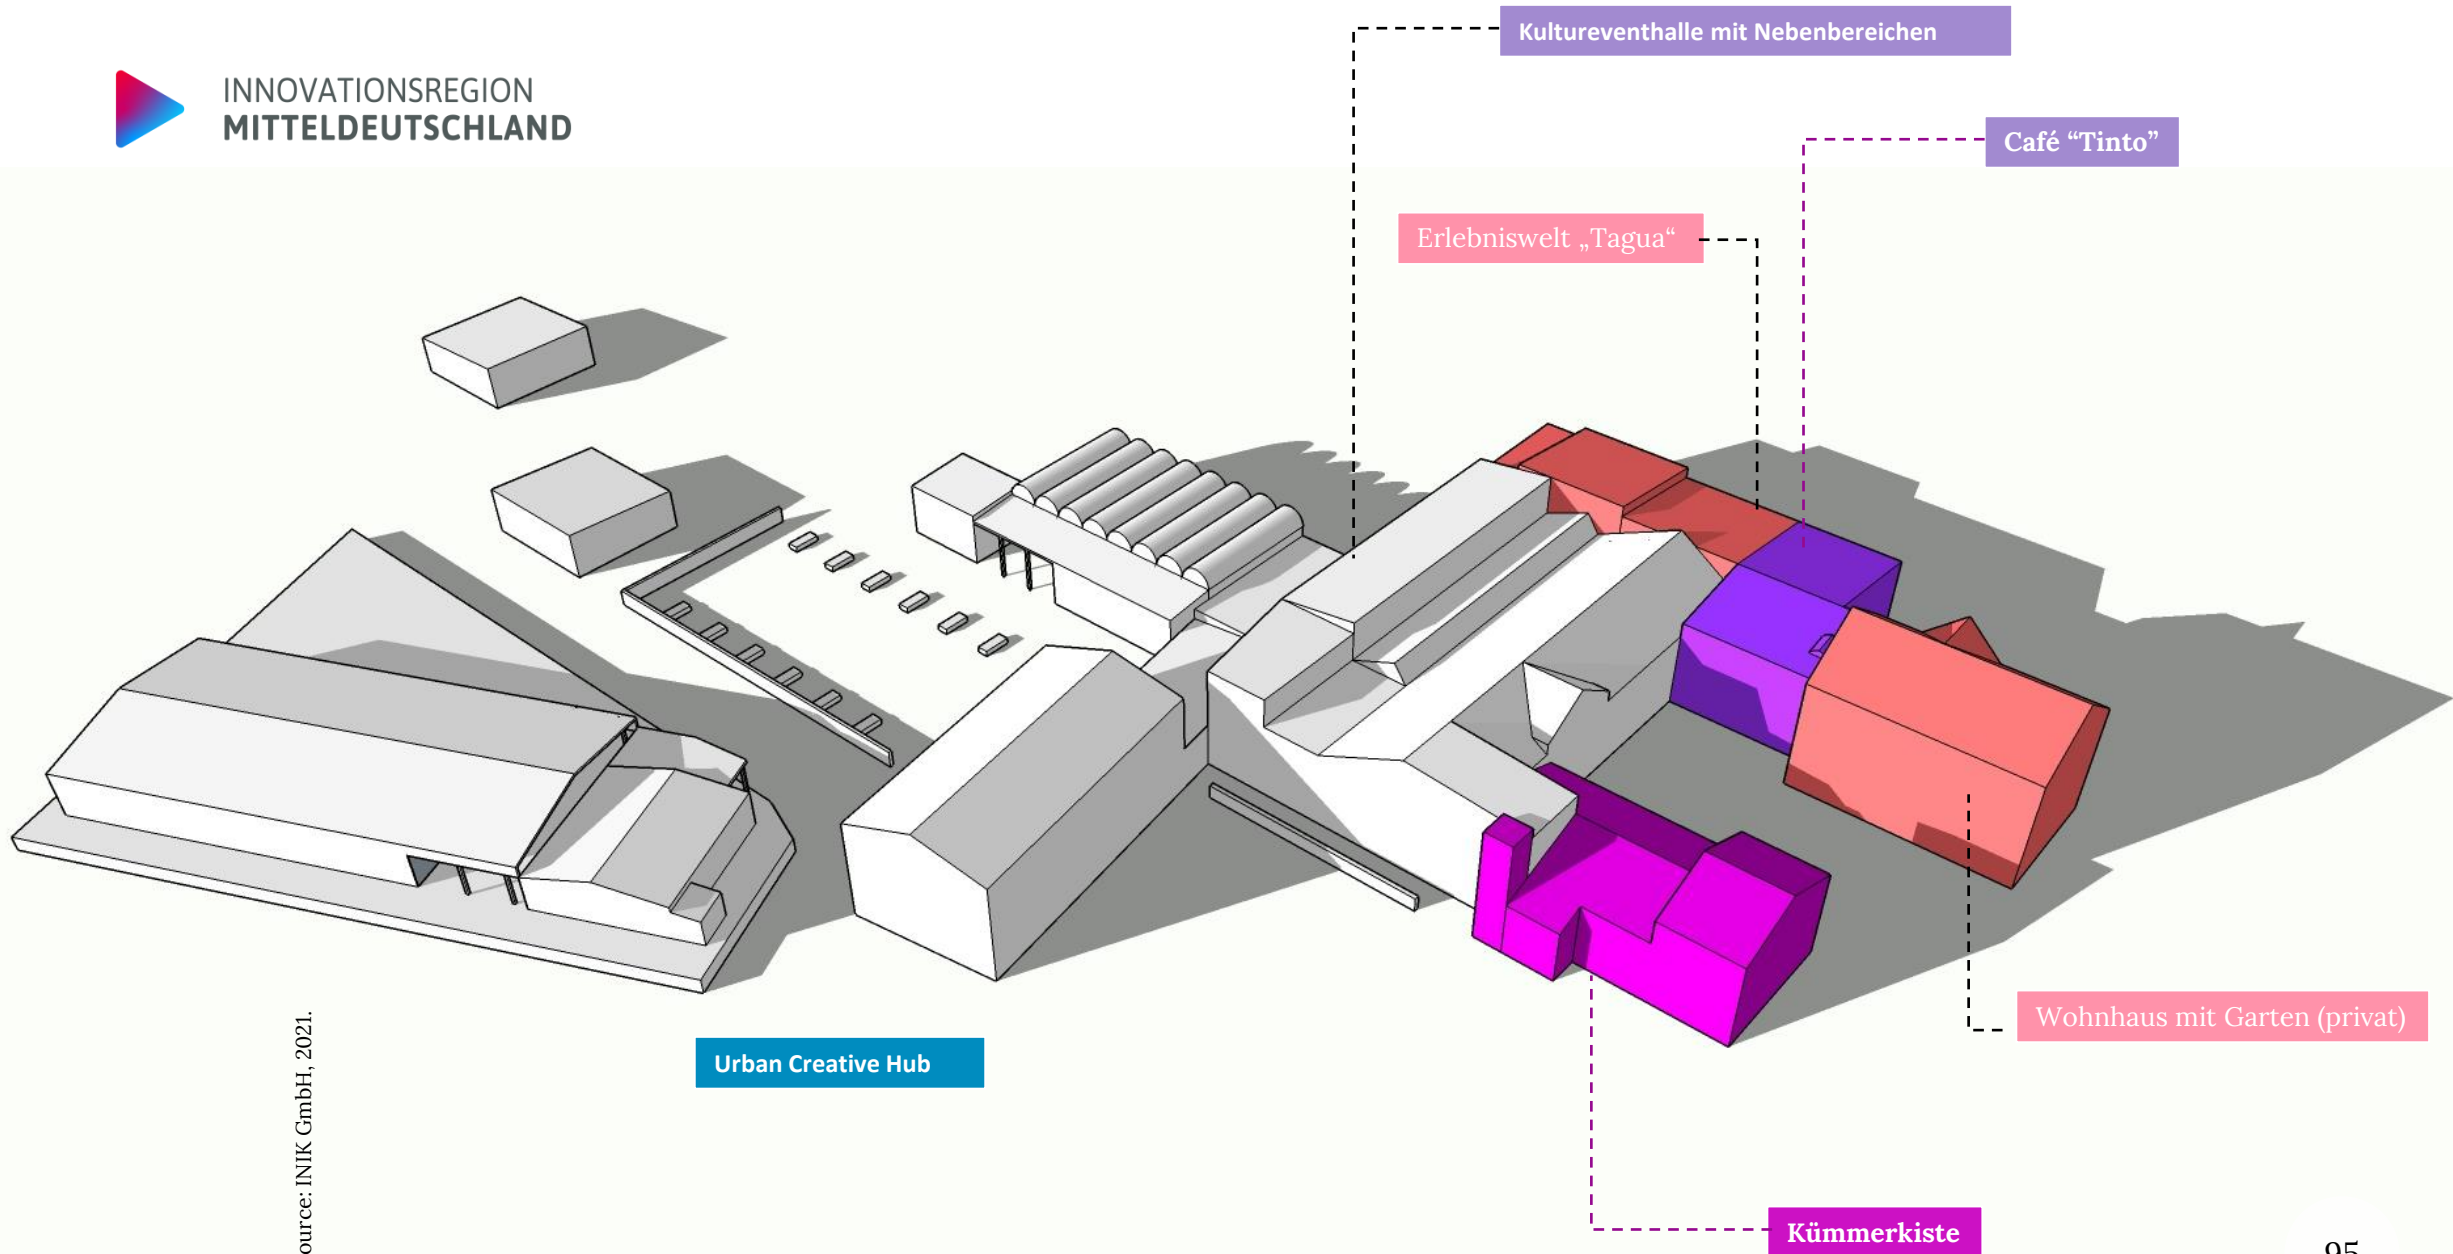 Kultureventhalle mit Nebenbereichen
INNOVATIONSREGION
MITTELDEUTSCHLAND
Café “Tinto”
Erlebniswelt „Tagua“
Wohnhaus mit Garten (privat)
ource: INIK GmbH, 2021.
Urban Creative Hub
Kümmerkiste
95